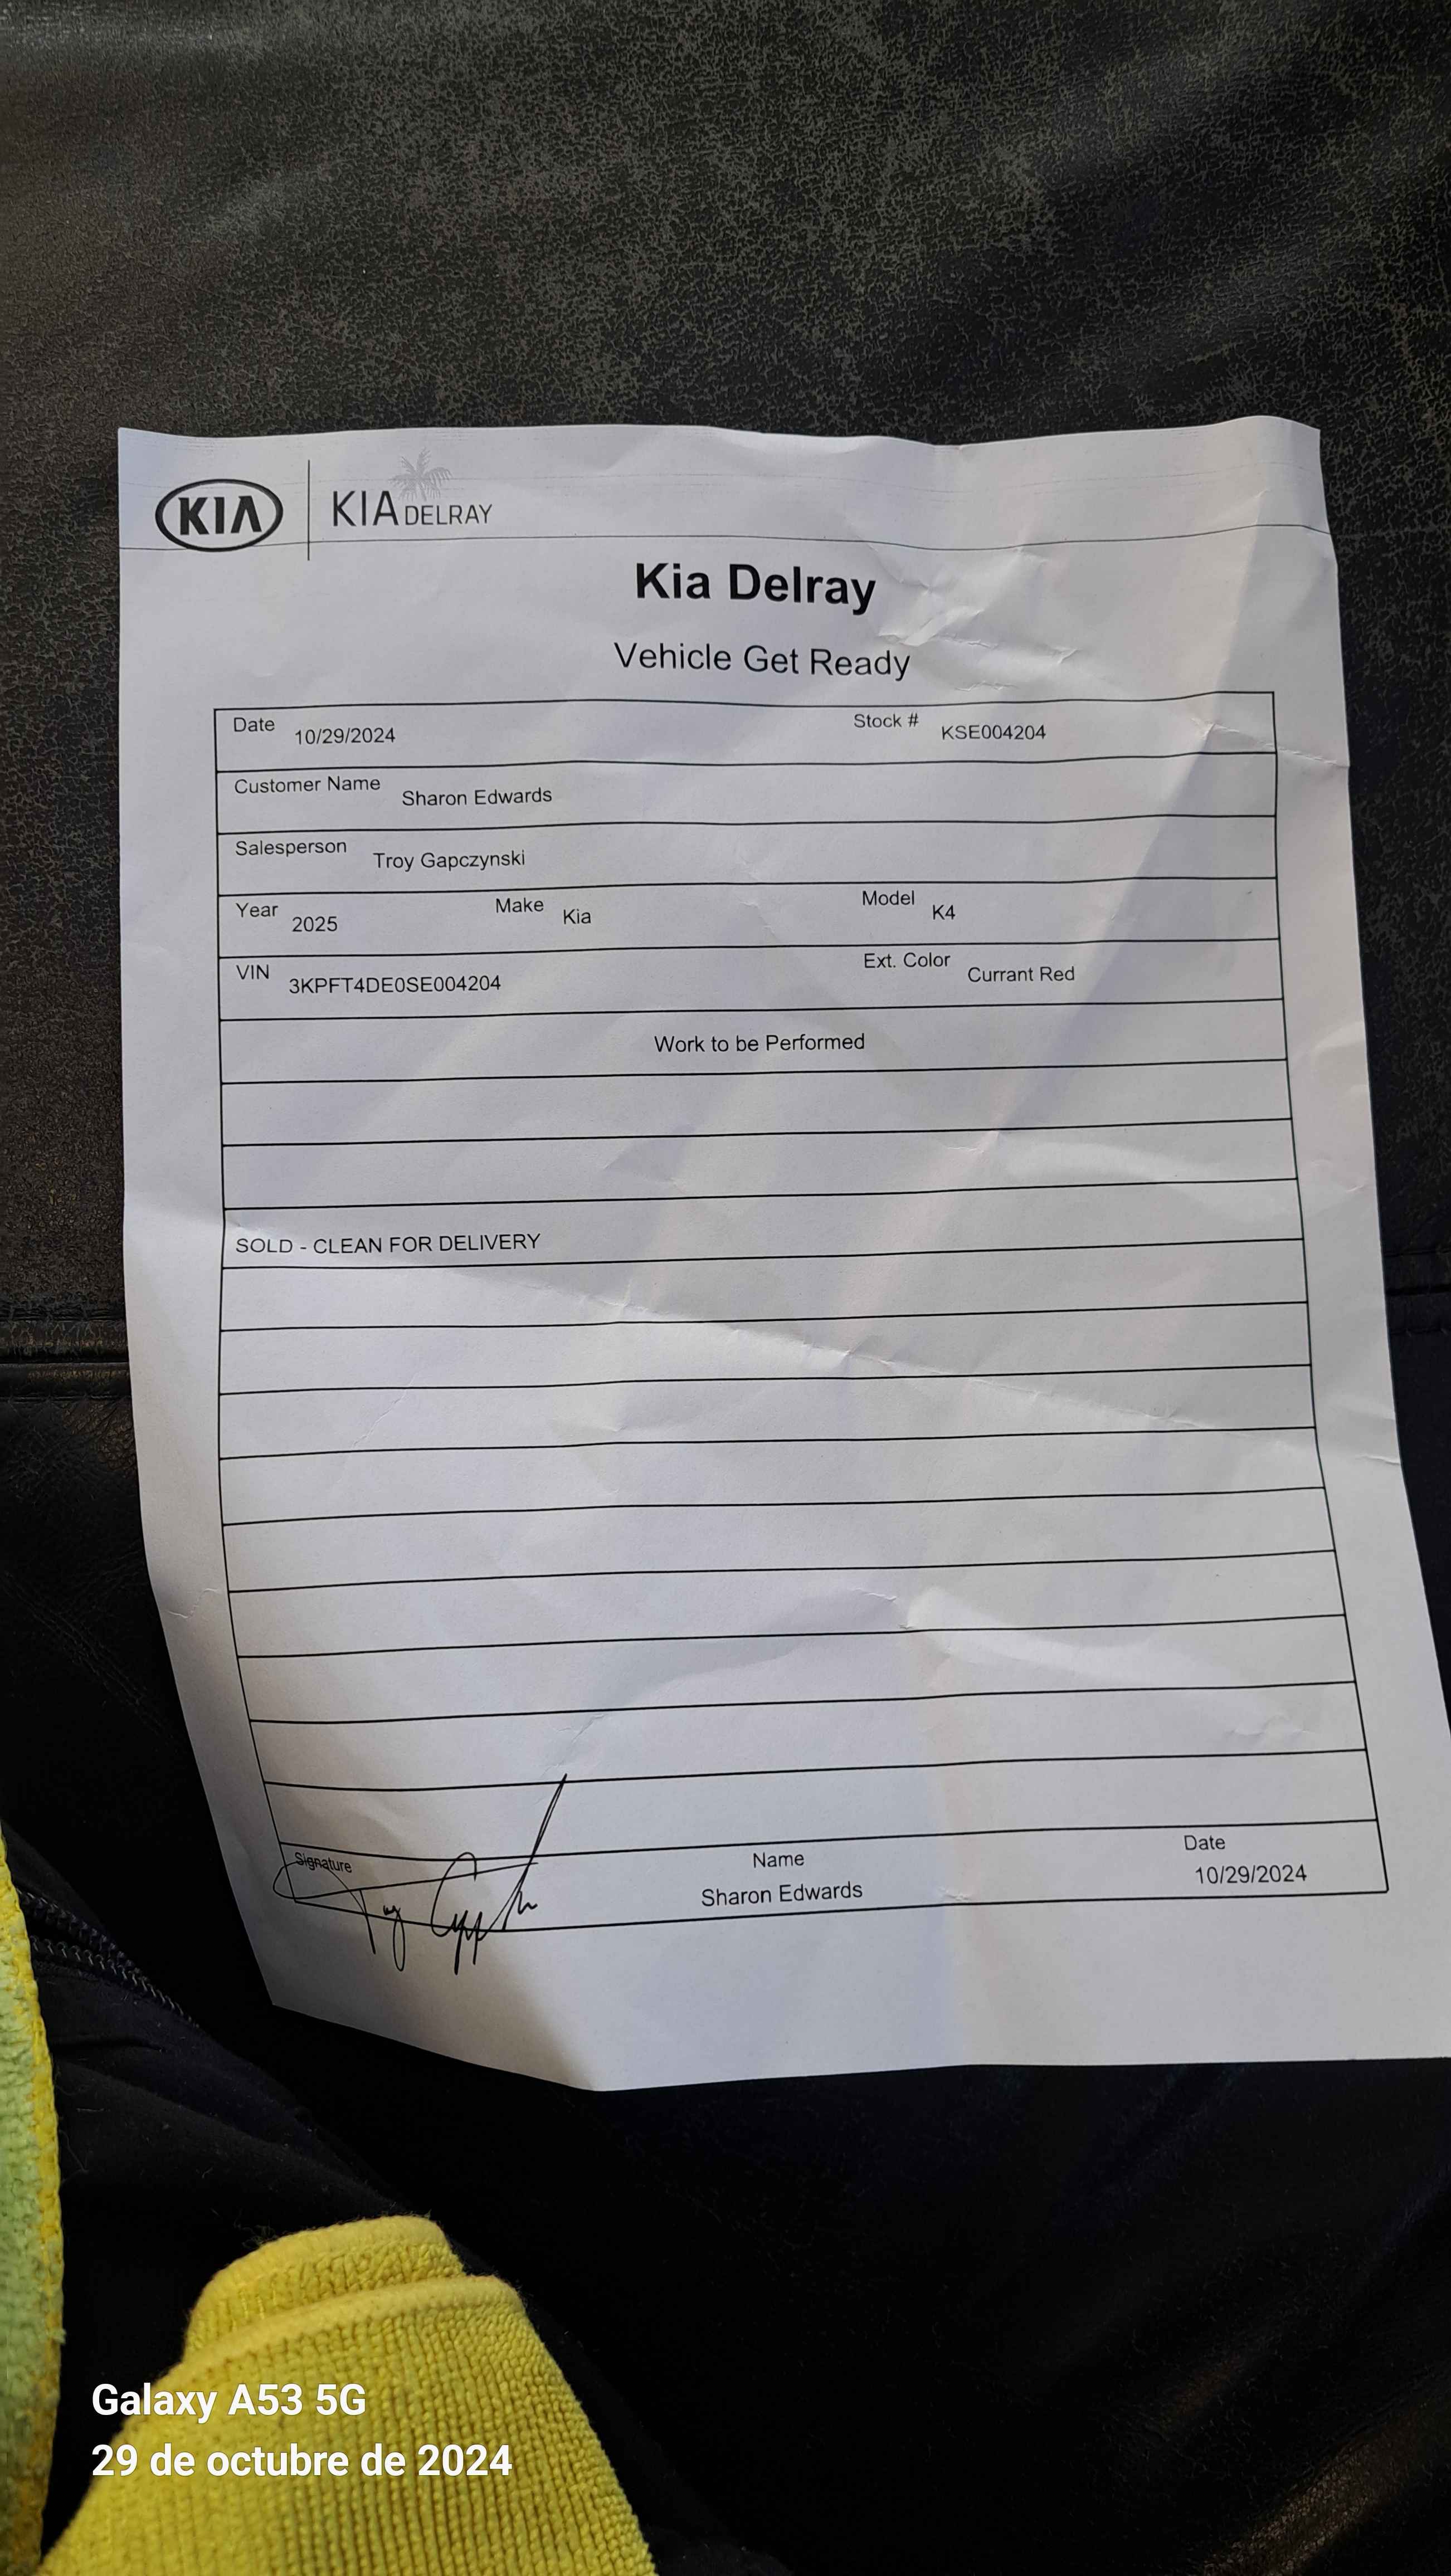 KIA KIA DELRAY
Kia Delray
Vehicle Get Ready
Date 10/29/2024 Stock # KSE004204
Customer Name Sharon Edwards
Salesperson Troy Gapczynski
Year 2025 Make Kia Model K4
VIN 3KPFT4DE0SE004204 Ext. Color Currant Red
Work to be Performed
SOLD - CLEAN FOR DELIVERY
Signature Name Date
Sharon Edwards 10/29/2024
Galaxy A53 5G
29 de octubre de 2024